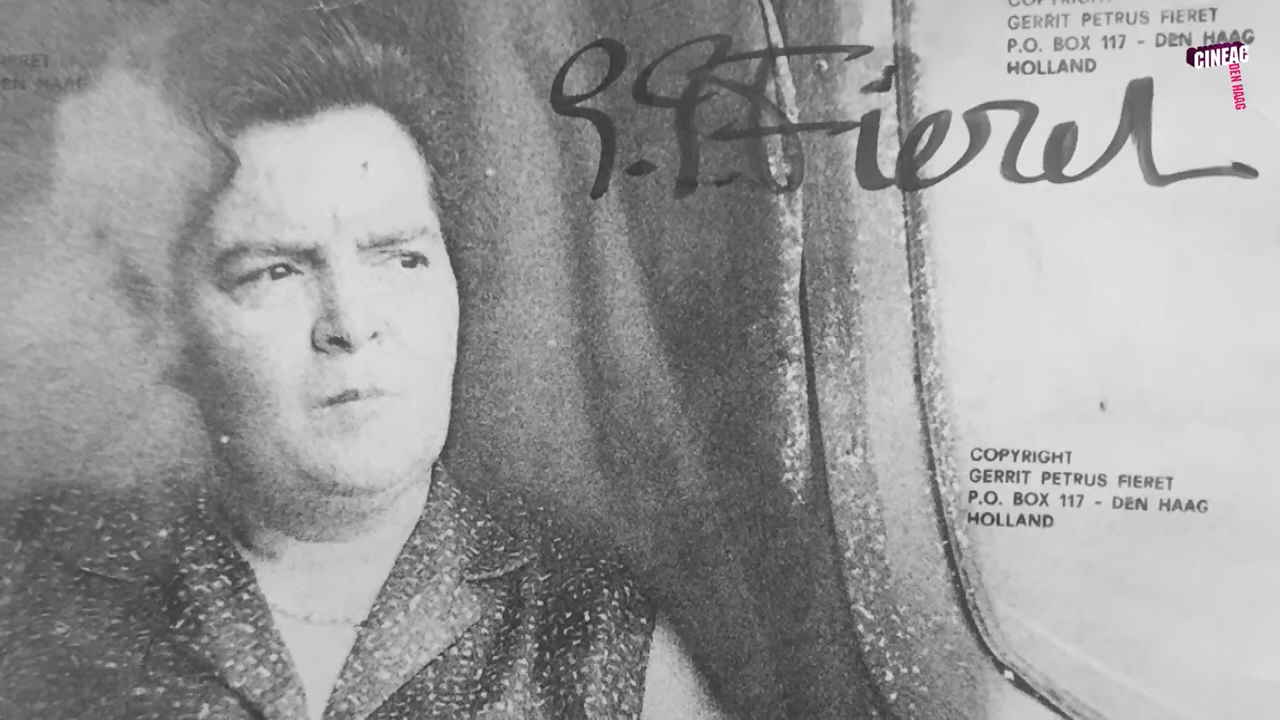 COPYRIGHT
GERRIT PETRUS FIERET
P.O. BOX 117 - DEN HAAG
HOLLAND
CINEAC
DEN HAAG
G.P. Fieret
COPYRIGHT
GERRIT PETRUS FIERET
P.O. BOX 117 - DEN HAAG
HOLLAND